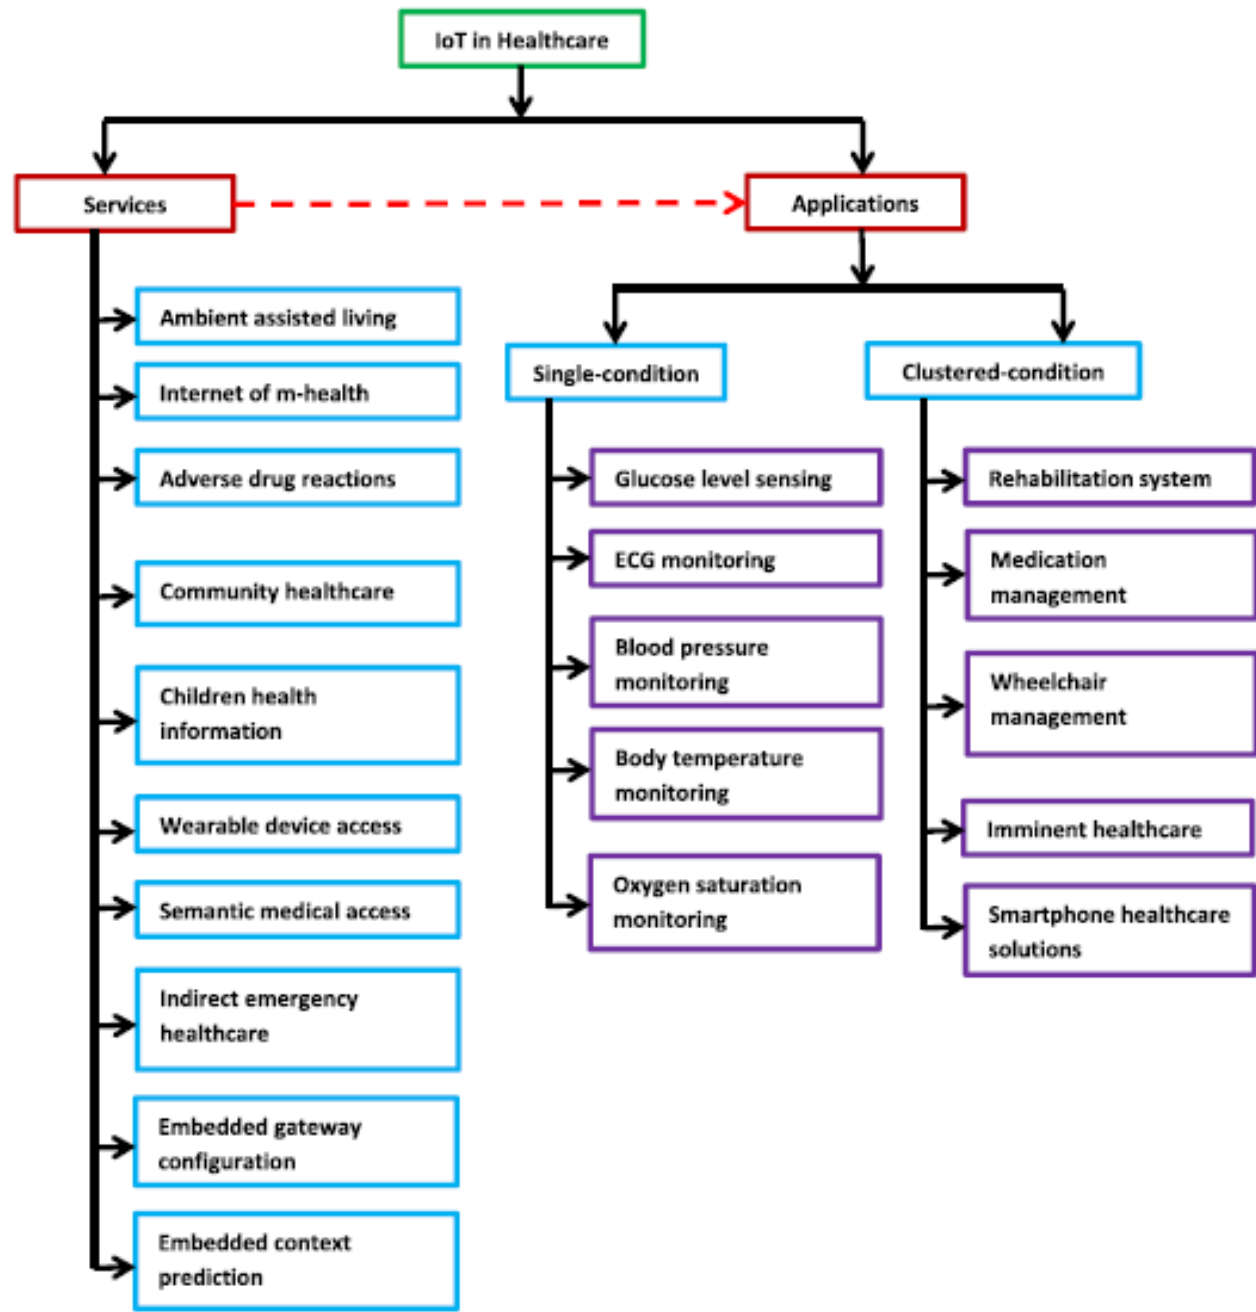 IoT in Healthcare
Services
Applications
Ambient assisted living
Internet of m-health
Adverse drug reactions
Community healthcare
Children health
information
Wearable device access
Semantic medical access
Indirect emergency
healthcare
Embedded gateway
configuration
Embedded context
prediction
Single-condition
Glucose level sensing
ECG monitoring
Blood pressure
monitoring
Body temperature
monitoring
Oxygen saturation
monitoring
Clustered-condition
Rehabilitation system
Medication
management
Wheelchair
management
Imminent healthcare
Smartphone healthcare
solutions